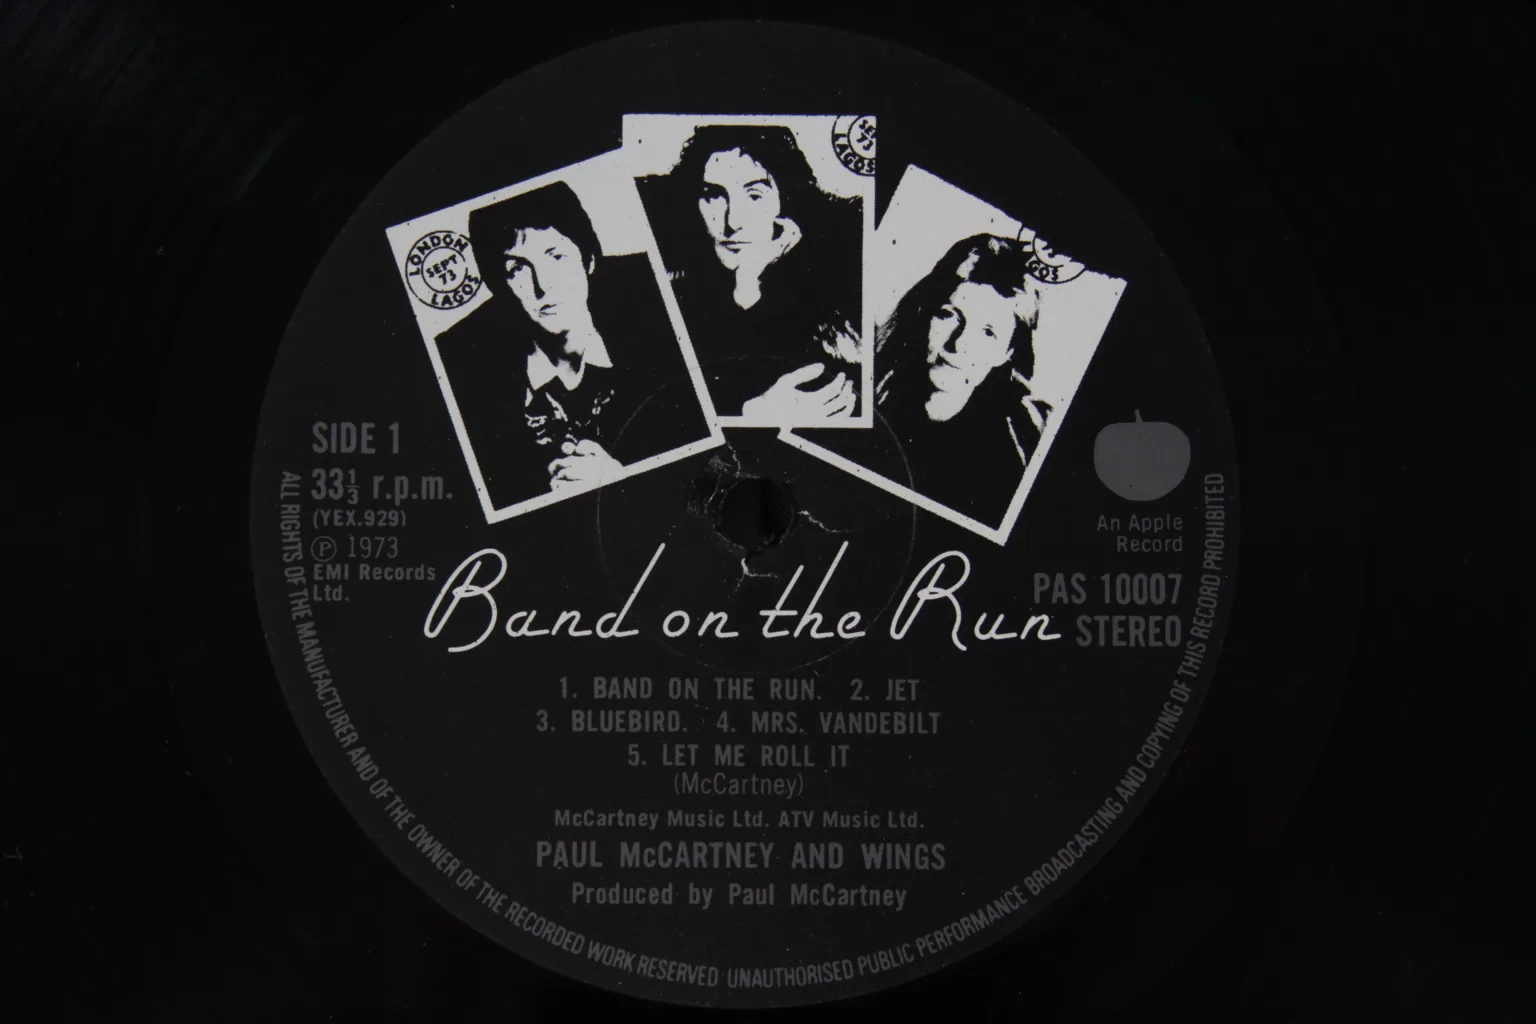 LONDON
SEPT
73
LAGOS
SE
73
LAGOS
GOS
SIDE 1
33⅓ r.p.m.
(YEX.929)
Ⓟ 1973
EMI Records
Ltd.
An Apple
Record
PAS 10007
STEREO
Band on the Run
1. BAND ON THE RUN. 2. JET
3. BLUEBIRD. 4. MRS. VANDEBILT
5. LET ME ROLL IT
(McCartney)
McCartney Music Ltd. ATV Music Ltd.
PAUL McCARTNEY AND WINGS
Produced by Paul McCartney
ALL RIGHTS OF THE MANUFACTURER AND OF THE OWNER OF THE RECORDED WORK RESERVED UNAUTHORISED PUBLIC PERFORMANCE BROADCASTING AND COPYING OF THIS RECORD PROHIBITED